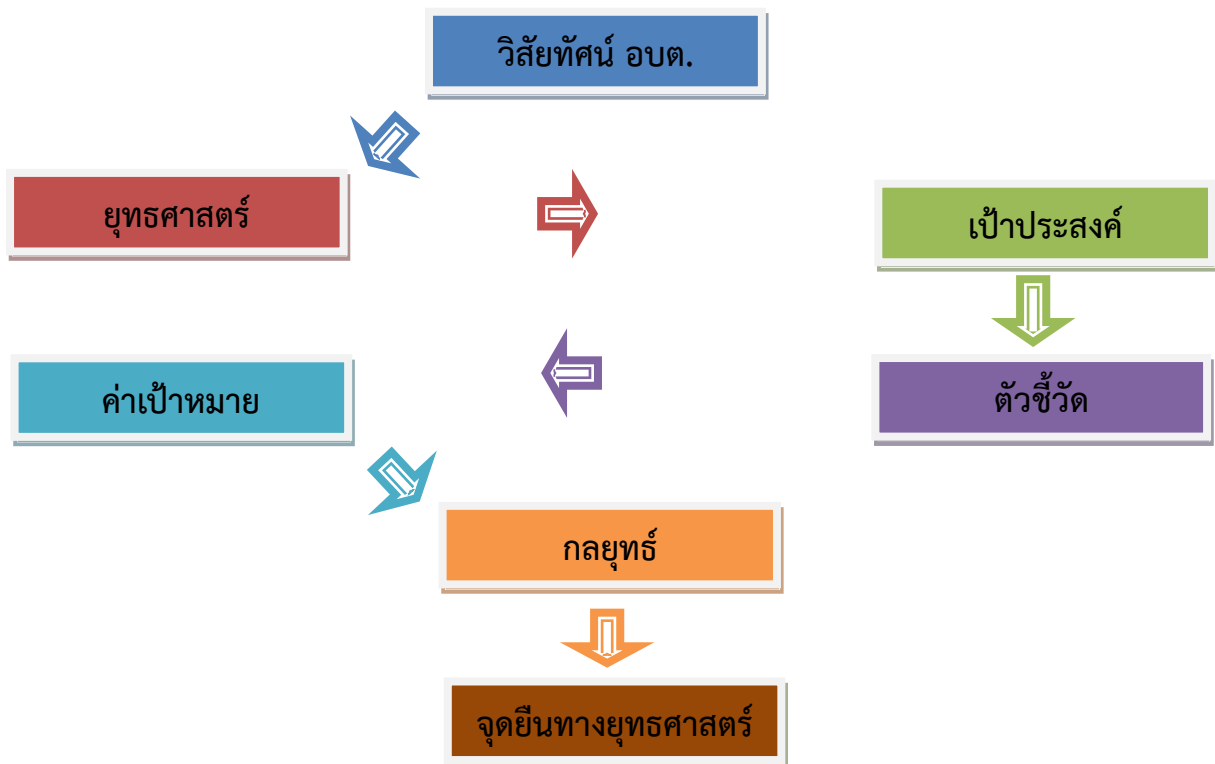 วิสัยทัศน์ อบต.
ยุทธศาสตร์
เป้าประสงค์
ค่าเป้าหมาย
ตัวชี้วัด
กลยุทธ์
จุดยืนทางยุทธศาสตร์